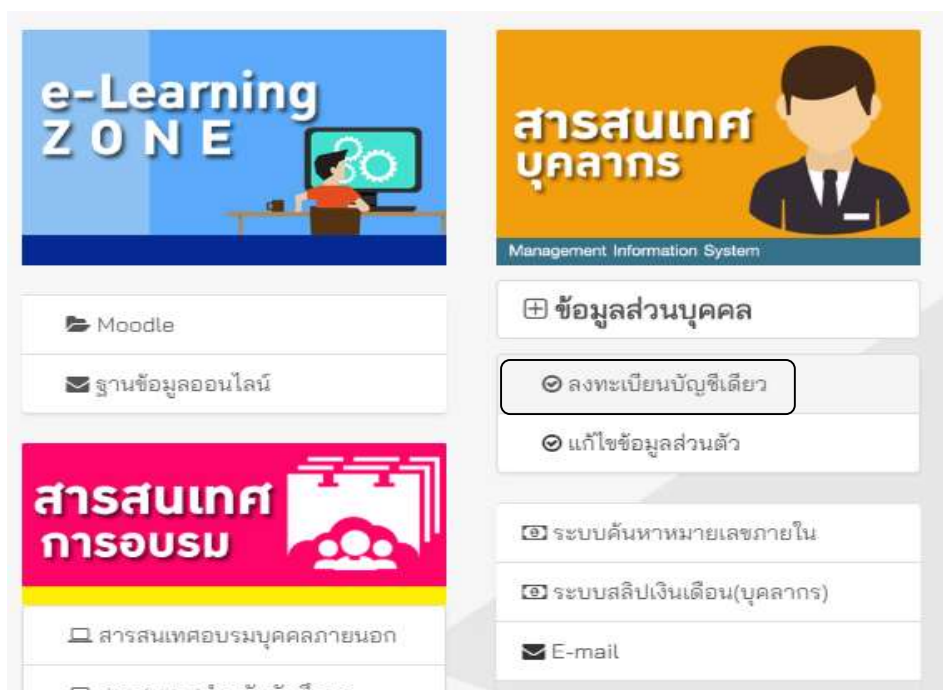 e-Learning
ZONE
Moodle
ฐานข้อมูลออนไลน์
สารสนเทศ
การอบรม
สารสนเทศอบรมบุคคลภายนอก
สารสนเทศ
บุคลากร
Management Information System
ข้อมูลส่วนบุคคล
ลงทะเบียนบัญชีเดียว
แก้ไขข้อมูลส่วนตัว
ระบบค้นหาหมายเลขภายใน
ระบบสลิปเงินเดือน(บุคลากร)
E-mail